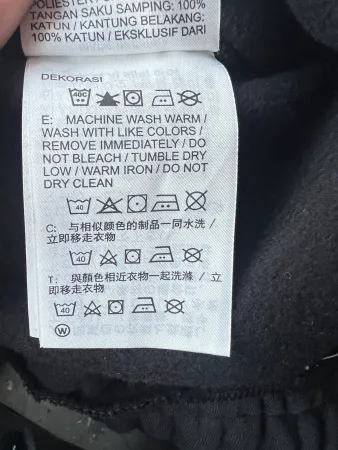 POLIESTER
TANGAN SAKU SAMPING: 100%
KATUN / KANTUNG BELAKANG:
100% KATUN / EKSKLUSIF DARI
DEKORASI
40C
E: MACHINE WASH WARM /
WASH WITH LIKE COLORS /
REMOVE IMMEDIATELY / DO
NOT BLEACH / TUMBLE DRY
LOW / WARM IRON / DO NOT
DRY CLEAN
40
C: 与相似颜色的制品一同水洗 /
立即移走衣物
40
T: 與顏色相近衣物一起洗滌 / 立
即移走衣物
40
W